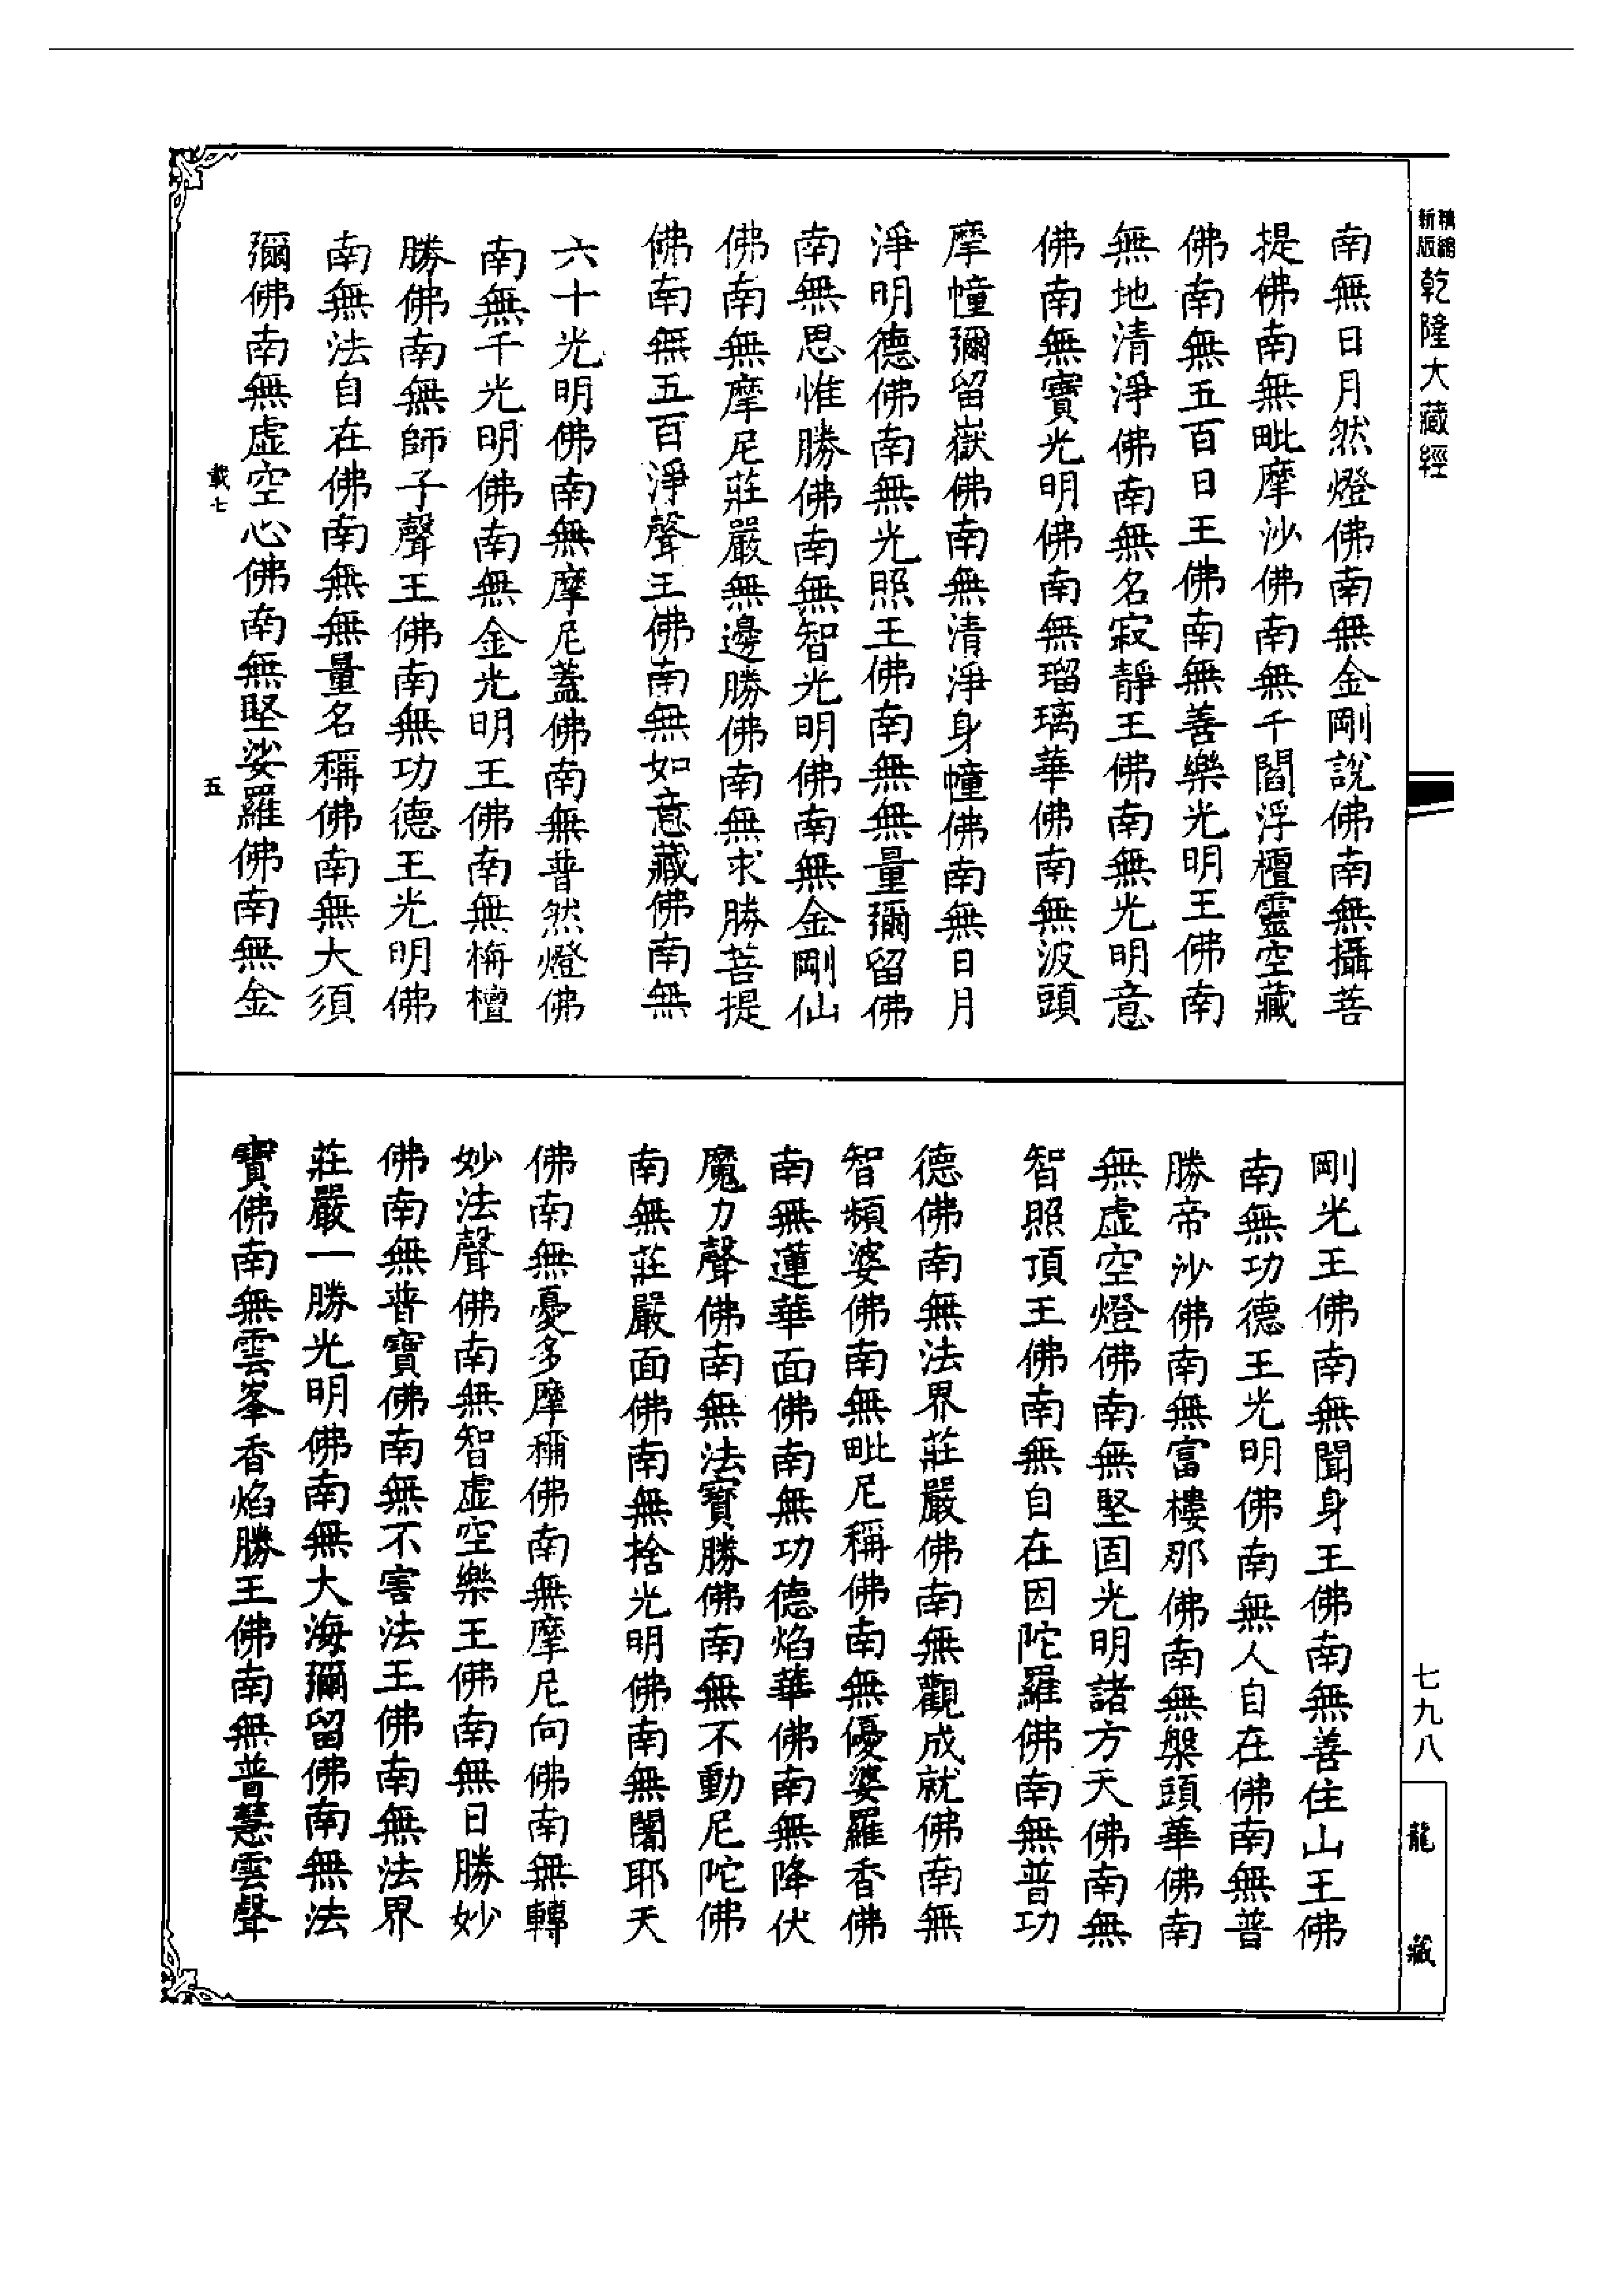 新版精縮乾隆大藏經
南無日月然燈佛南無金剛說佛南無攝菩
提佛南無毗摩沙佛南無千閻浮檀靈空藏
佛南無五百日王佛南無善樂光明王佛南
無地清淨佛南無名寂靜王佛南無光明意
佛南無寶光明佛南無瑠璃華佛南無波頭
摩幢彌留嶽佛南無清淨身幢佛南無日月
淨明德佛南無光照王佛南無無量彌留佛
南無思惟勝佛南無智光明佛南無金剛仙
佛南無摩尼莊嚴無邊勝佛南無求勝菩提
佛南無五百淨聲王佛南無如意藏佛南無
六十光明佛南無摩尼蓋佛南無普然燈佛
南無千光明佛南無金光明王佛南無栴檀
勝佛南無師子聲王佛南無功德王光明佛
南無法自在佛南無無量名稱佛南無大須
彌佛南無虛空心佛南無堅娑羅佛南無金
載七
五
剛光王佛南無聞身王佛南無善住山王佛
南無功德王光明佛南無人自在佛南無普
勝帝沙佛南無富樓那佛南無槃頭華佛南
無虛空燈佛南無堅固光明諸方天佛南無
智照頂王佛南無自在因陀羅佛南無普功
德佛南無法界莊嚴佛南無觀成就佛南無
智頻婆佛南無毗尼稱佛南無優婆羅香佛
南無蓮華面佛南無功德焰華佛南無降伏
魔力聲佛南無法寶勝佛南無不動尼陀佛
南無莊嚴面佛南無捨光明佛南無闍耶天
佛南無憂多摩稱佛南無摩尼向佛南無轉
妙法聲佛南無智虛空樂王佛南無日勝妙
佛南無普寶佛南無不害法王佛南無法界
莊嚴一勝光明佛南無大海彌留佛南無法
寶佛南無雲峯香焰勝王佛南無普慧雲聲
七九八
龍藏